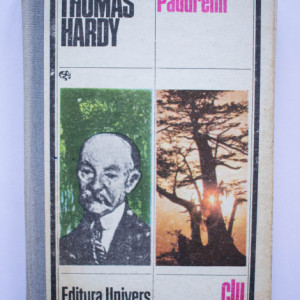 THOMAS
HARDY
Pădurenii
Editura Univers
clu